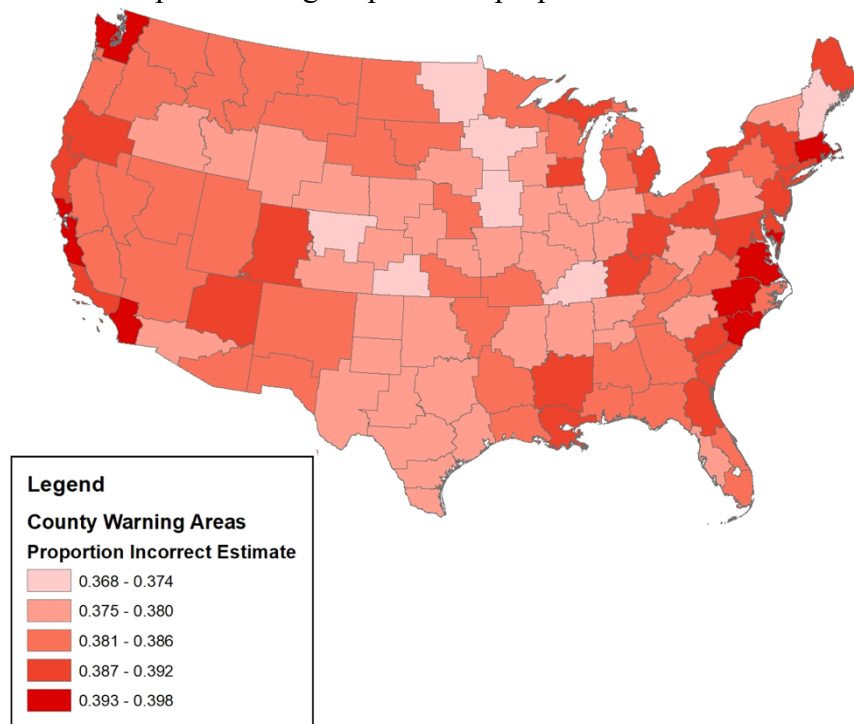 Legend
County Warning Areas
Proportion Incorrect Estimate
0.368 - 0.374
0.375 - 0.380
0.381 - 0.386
0.387 - 0.392
0.393 - 0.398